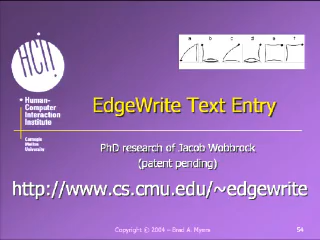 HCII
a b c d e f
• Human-
Computer
Interaction
Institute
Carnegie
Mellon
University
EdgeWrite Text Entry
PhD research of Jacob Wobbrock
(patent pending)
http://www.cs.cmu.edu/~edgewrite
Copyright © 2004 – Brad A. Myers
54